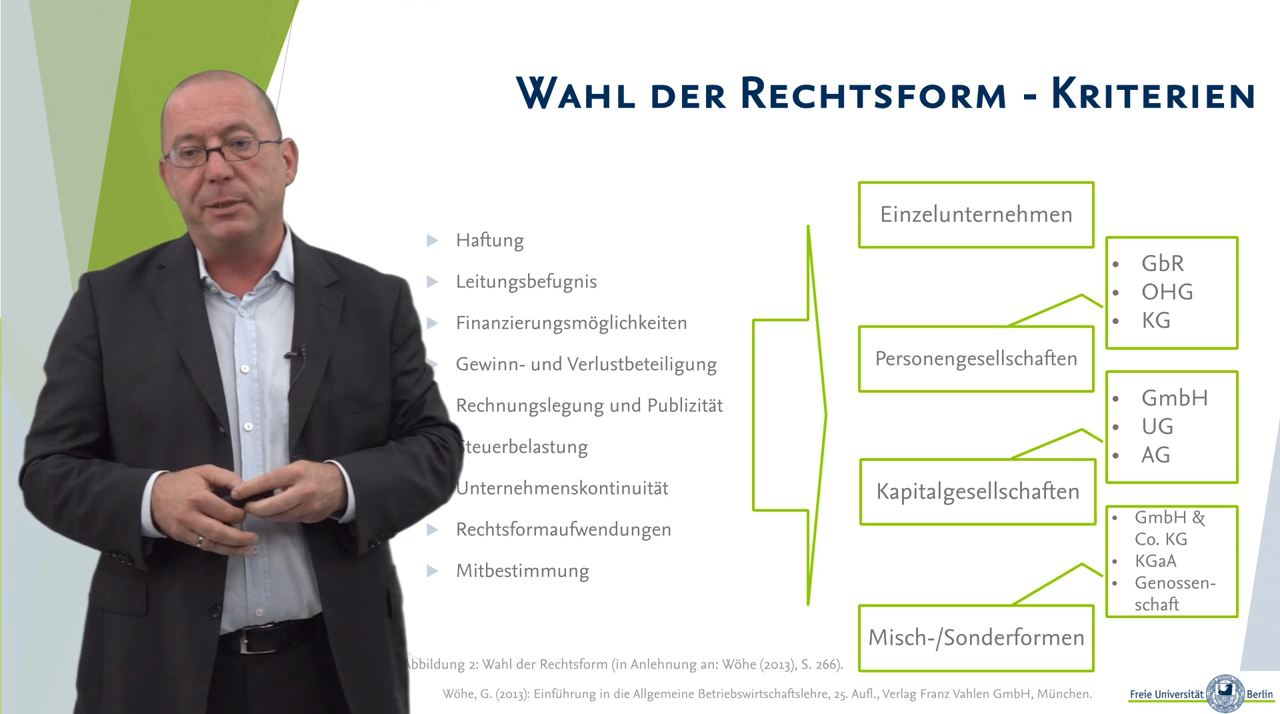 Wahl der Rechtsform - Kriterien
Haftung
Leitungsbefugnis
Finanzierungsmöglichkeiten
Gewinn- und Verlustbeteiligung
Rechnungslegung und Publizität
Steuerbelastung
Unternehmenskontinuität
Rechtsformaufwendungen
Mitbestimmung
Einzelunternehmen
Personengesellschaften
• GbR
• OHG
• KG
Kapitalgesellschaften
• GmbH
• UG
• AG
Misch-/Sonderformen
• GmbH &
Co. KG
• KGaA
• Genossen-
schaft
Abbildung 2: Wahl der Rechtsform (in Anlehnung an: Wöhe (2013), S. 266).
Wöhe, G. (2013): Einführung in die Allgemeine Betriebswirtschaftslehre, 25. Aufl., Verlag Franz Vahlen GmbH, München.
Freie Universität Berlin